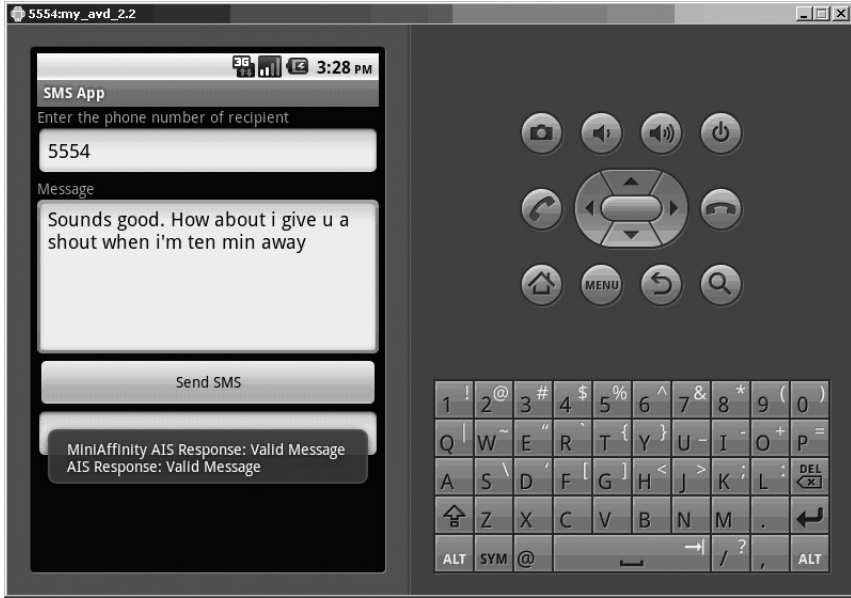 5554:my_avd_2.2
3G 3:28 PM
SMS App
Enter the phone number of recipient
5554
Message
Sounds good. How about i give u a
shout when i'm ten min away
Send SMS
MiniAffinity AIS Response: Valid Message
AIS Response: Valid Message
MENU
1 ! 2 @ 3 # 4 $ 5 % 6 ^ 7 & 8 * 9 ( 0 )
Q | W ~ E " R ` T { Y } U _ I - O + P =
A S \ D ' F [ G ] H < J > K ; L : DEL
Z X C V B N M .
ALT SYM @ / ? , ALT